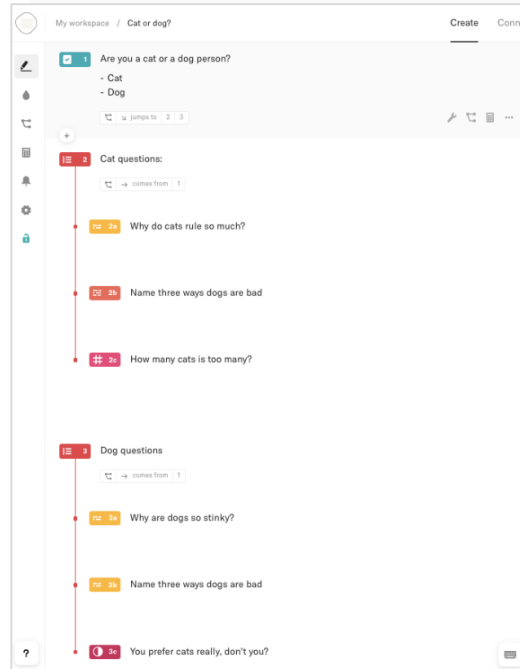 My workspace / Cat or dog?
Create Conn
1 Are you a cat or a dog person?
- Cat
- Dog
jumps to 2 3
+
2 Cat questions:
comes from 1
2a Why do cats rule so much?
2b Name three ways dogs are bad
2c How many cats is too many?
3 Dog questions
comes from 1
3a Why are dogs so stinky?
3b Name three ways dogs are bad
3c You prefer cats really, don't you?
?